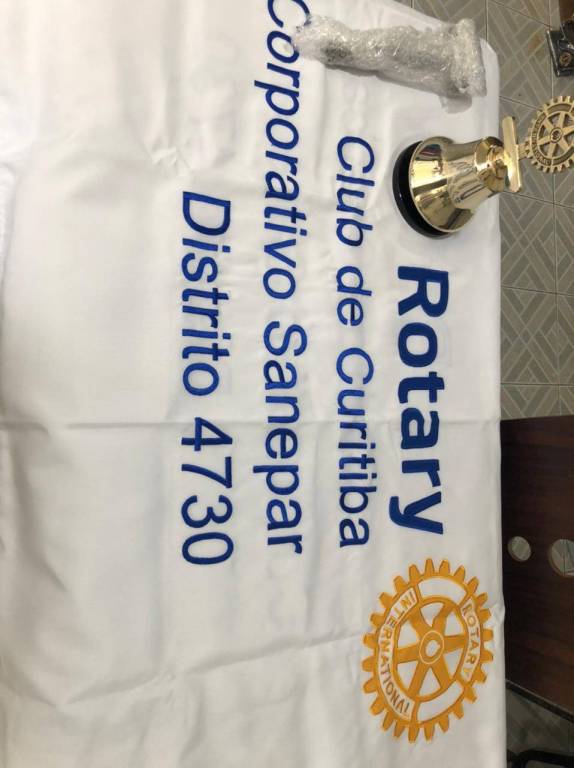 Rotary
Club de Curitiba
Corporativo Sanepar
Distrito 4730
ROTARY
INTERNATIONAL